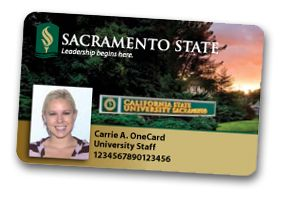 SACRAMENTO STATE
Leadership begins here.
CALIFORNIA STATE
UNIVERSITY SACRAMENTO
Carrie A. OneCard
University Staff
1234567890123456